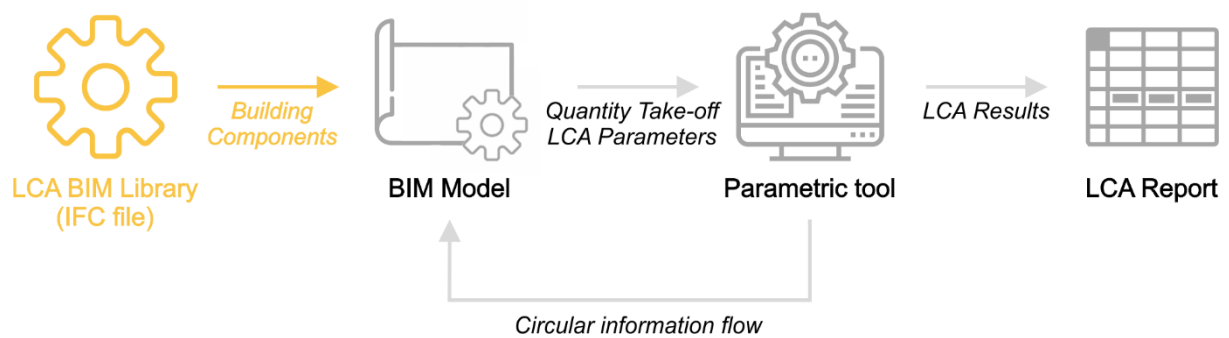 Building
Components
Quantity Take-off
LCA Parameters
LCA Results
LCA BIM Library
(IFC file)
BIM Model
Parametric tool
LCA Report
Circular information flow